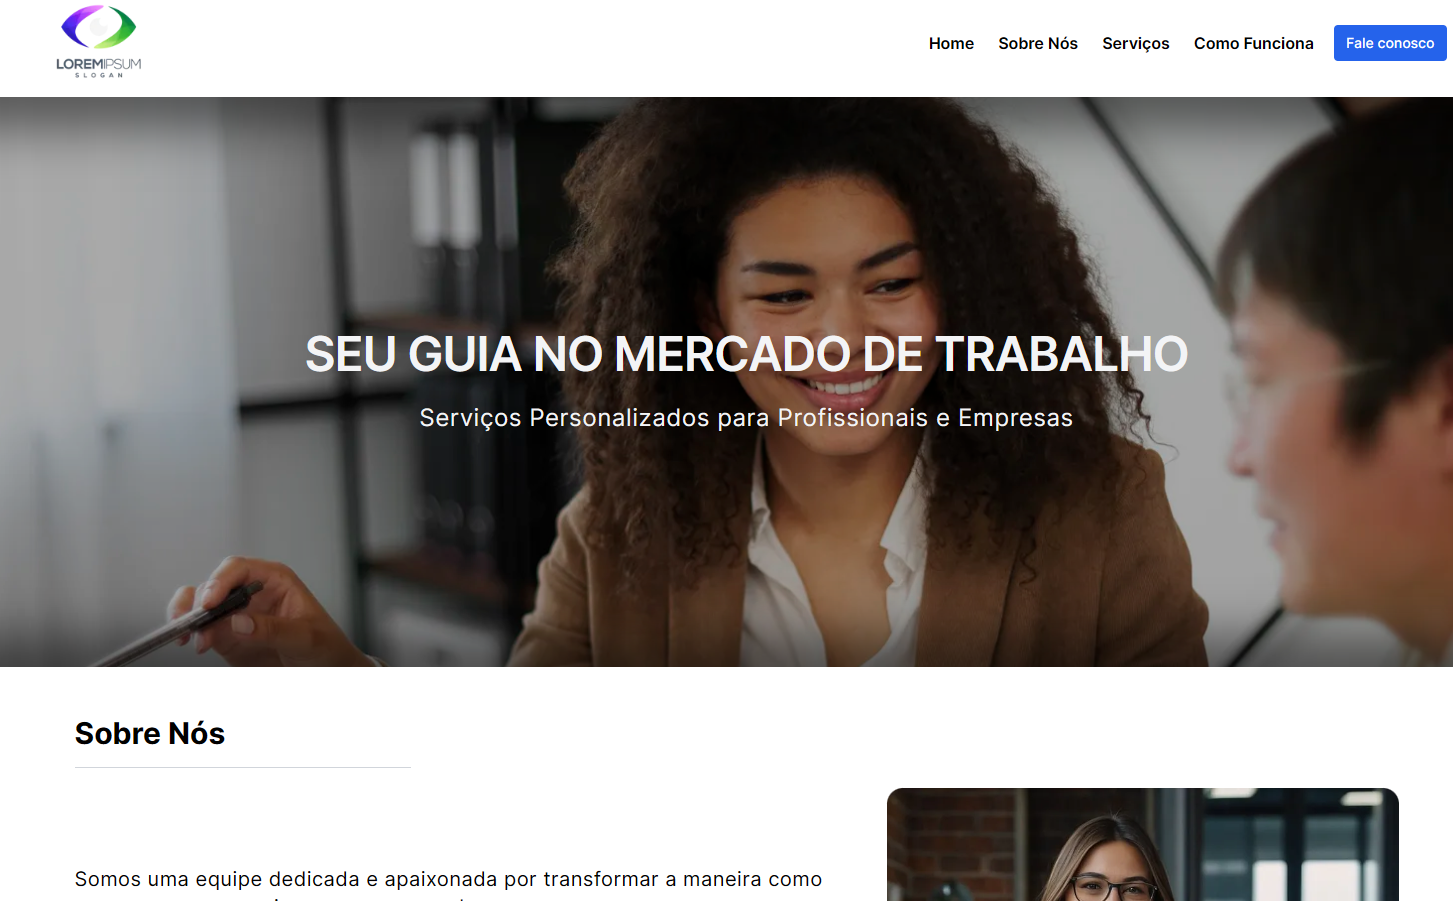 LOREMIPSUM
SLOGAN
Home Sobre Nós Serviços Como Funciona Fale conosco
SEU GUIA NO MERCADO DE TRABALHO
Serviços Personalizados para Profissionais e Empresas
Sobre Nós
Somos uma equipe dedicada e apaixonada por transformar a maneira como